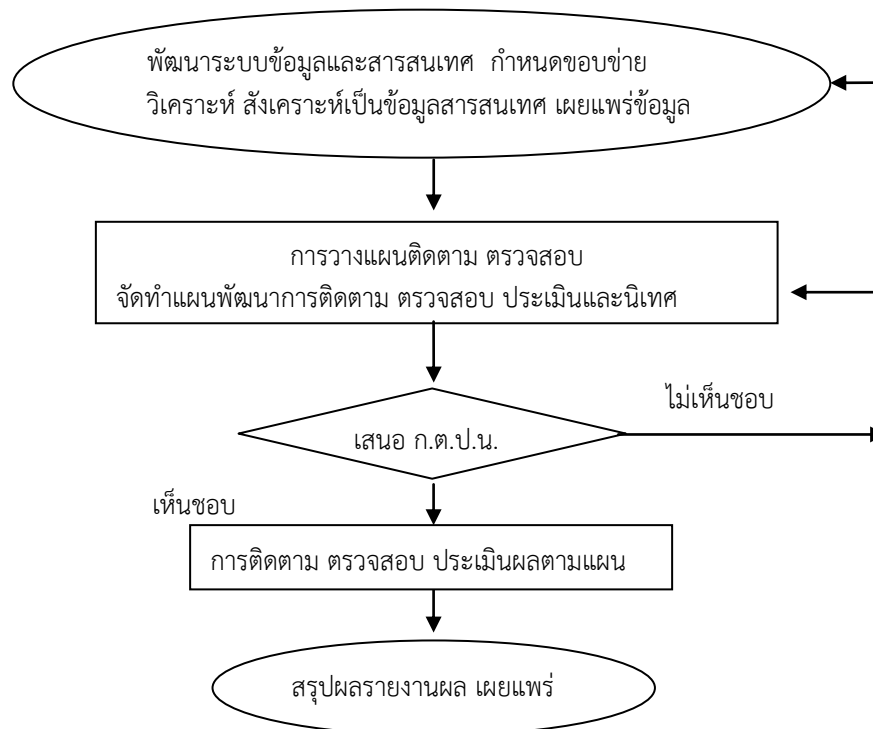 พัฒนาระบบข้อมูลและสารสนเทศ  กำหนดขอบข่าย
วิเคราะห์ สังเคราะห์เป็นข้อมูลสารสนเทศ เผยแพร่ข้อมูล
การวางแผนติดตาม ตรวจสอบ
จัดทำแผนพัฒนาการติดตาม ตรวจสอบ ประเมินและนิเทศ
ไม่เห็นชอบ
เสนอ ก.ต.ป.น.
เห็นชอบ
การติดตาม ตรวจสอบ ประเมินผลตามแผน
สรุปผลรายงานผล เผยแพร่